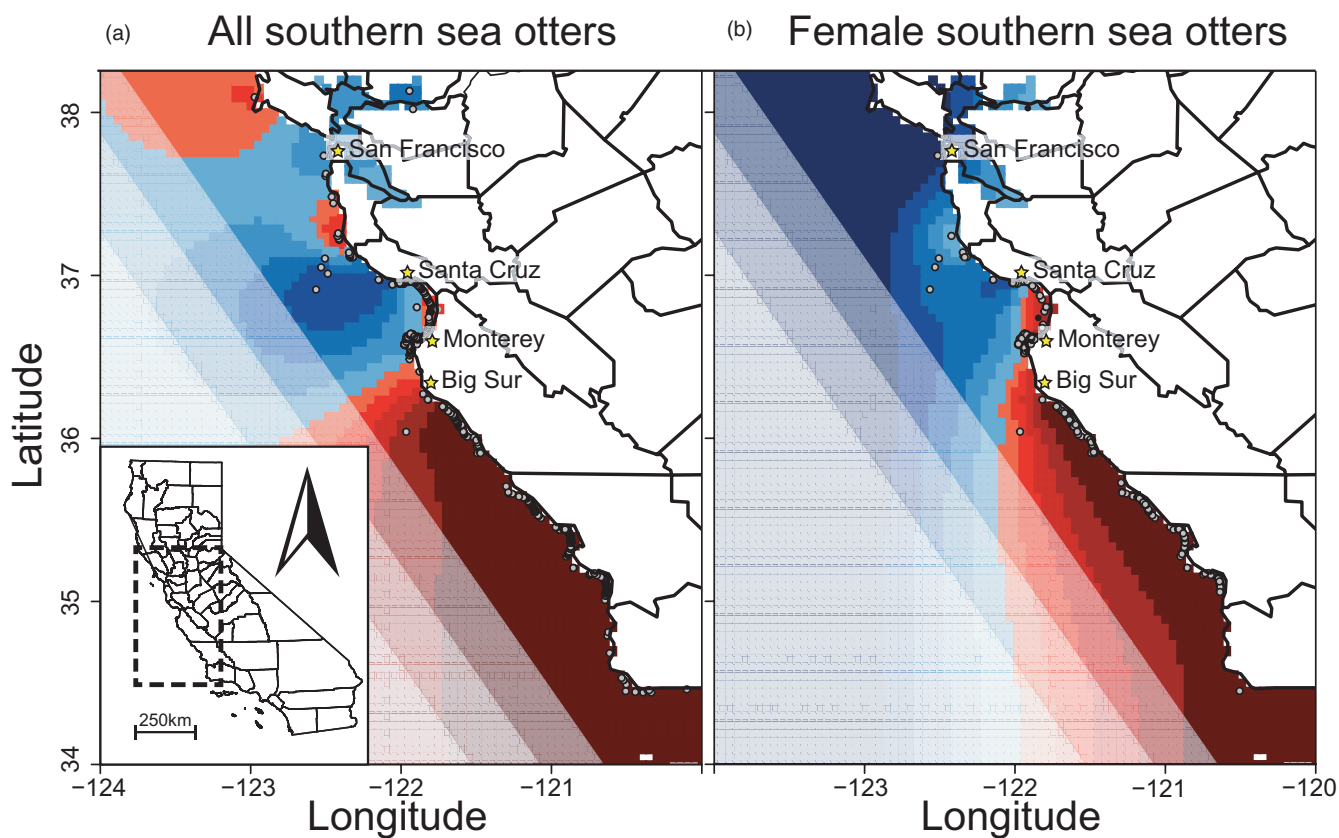 (a) All southern sea otters
(b) Female southern sea otters
Latitude
38
37
36
35
34
San Francisco
Santa Cruz
Monterey
Big Sur
250km
−124
−123
−122
−121
Longitude
San Francisco
Santa Cruz
Monterey
Big Sur
−123
−122
−121
−120
Longitude